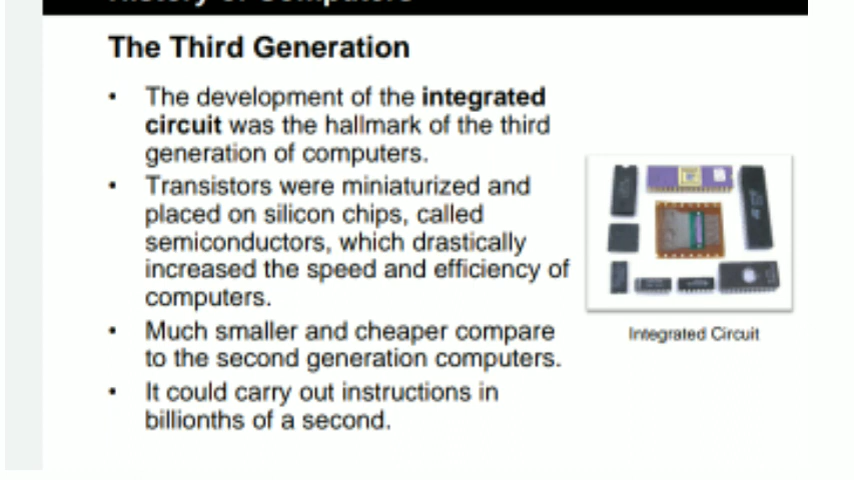 History of Computers
The Third Generation
• The development of the integrated
circuit was the hallmark of the third
generation of computers.
• Transistors were miniaturized and
placed on silicon chips, called
semiconductors, which drastically
increased the speed and efficiency of
computers.
• Much smaller and cheaper compare
to the second generation computers.
• It could carry out instructions in
billionths of a second.
Integrated Circuit